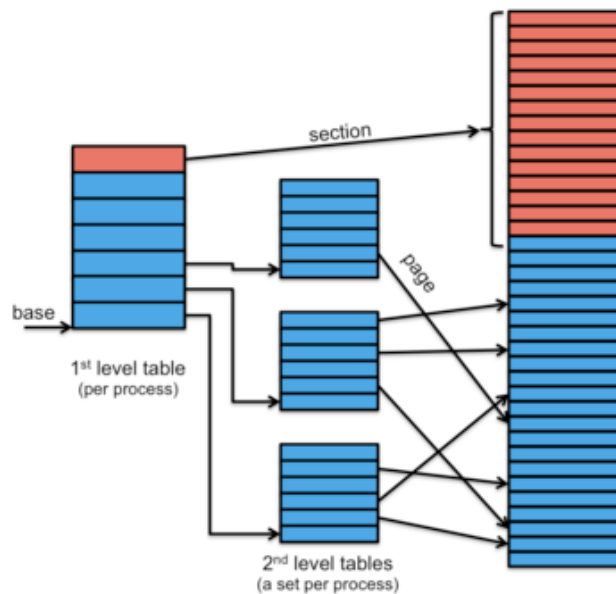 section
page
base
1st level table
(per process)
2nd level tables
(a set per process)